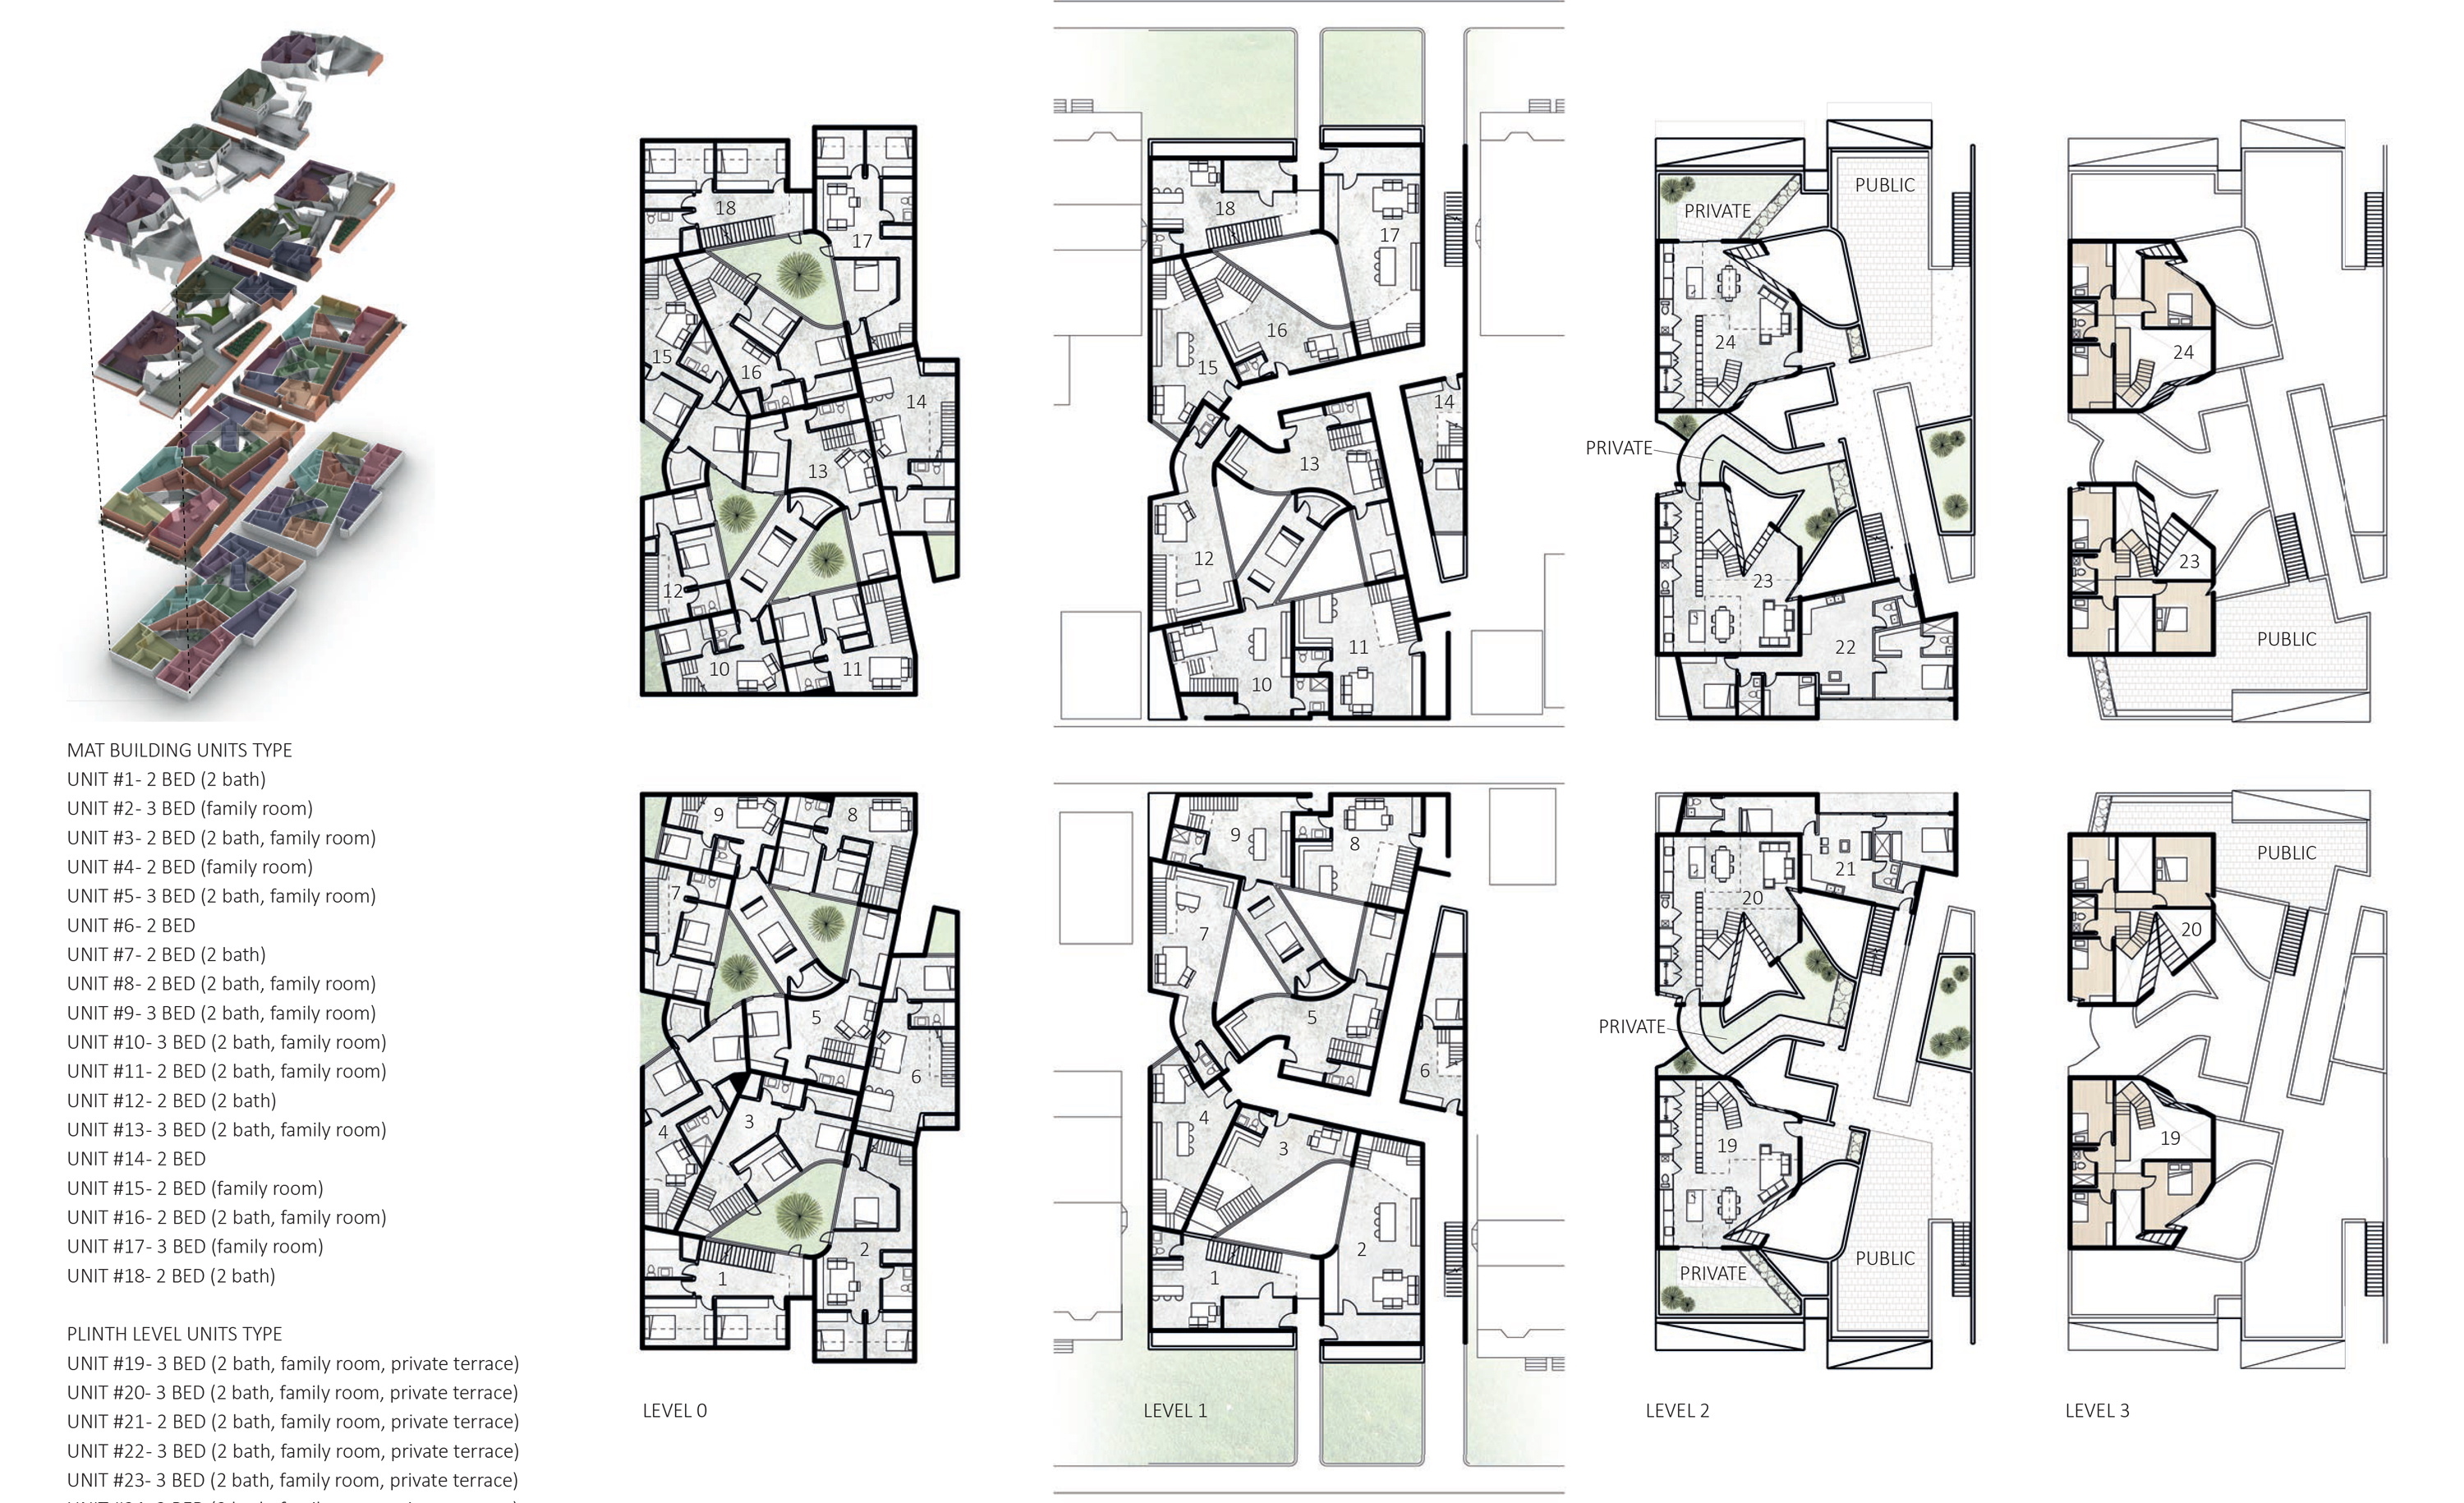 MAT BUILDING UNITS TYPE
UNIT #1- 2 BED (2 bath)
UNIT #2- 3 BED (family room)
UNIT #3- 2 BED (2 bath, family room)
UNIT #4- 2 BED (family room)
UNIT #5- 3 BED (2 bath, family room)
UNIT #6- 2 BED
UNIT #7- 2 BED (2 bath)
UNIT #8- 2 BED (2 bath, family room)
UNIT #9- 3 BED (2 bath, family room)
UNIT #10- 3 BED (2 bath, family room)
UNIT #11- 2 BED (2 bath, family room)
UNIT #12- 2 BED (2 bath)
UNIT #13- 3 BED (2 bath, family room)
UNIT #14- 2 BED
UNIT #15- 2 BED (family room)
UNIT #16- 2 BED (2 bath, family room)
UNIT #17- 3 BED (family room)
UNIT #18- 2 BED (2 bath)
PLINTH LEVEL UNITS TYPE
UNIT #19- 3 BED (2 bath, family room, private terrace)
UNIT #20- 3 BED (2 bath, family room, private terrace)
UNIT #21- 2 BED (2 bath, family room, private terrace)
UNIT #22- 3 BED (2 bath, family room, private terrace)
UNIT #23- 3 BED (2 bath, family room, private terrace)
18
17
15
16
14
13
12
10
11
9
8
7
5
6
3
4
2
1
LEVEL 0
18
17
16
15
14
13
12
11
10
9
8
7
5
6
4
3
2
1
LEVEL 1
PUBLIC
PRIVATE
24
PRIVATE
23
22
21
20
PRIVATE
19
PUBLIC
PRIVATE
LEVEL 2
24
23
PUBLIC
PUBLIC
20
19
LEVEL 3